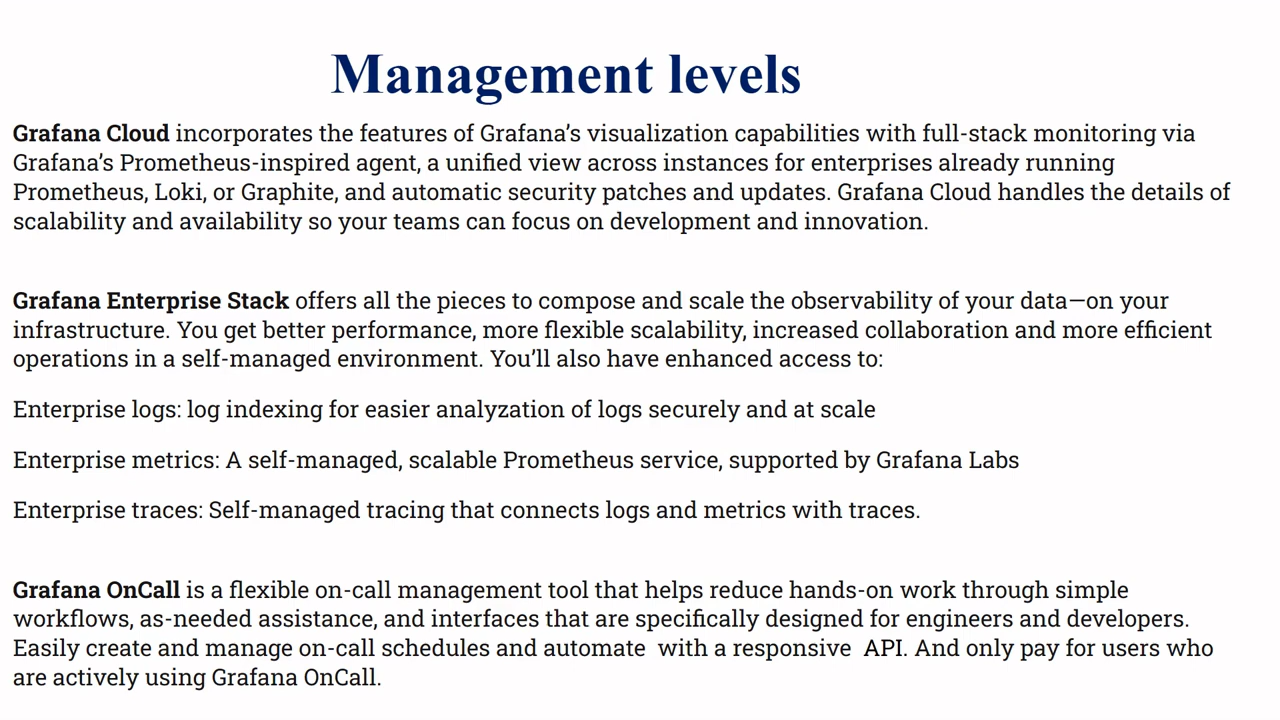 Management levels
Grafana Cloud incorporates the features of Grafana’s visualization capabilities with full-stack monitoring via
Grafana’s Prometheus-inspired agent, a unified view across instances for enterprises already running
Prometheus, Loki, or Graphite, and automatic security patches and updates. Grafana Cloud handles the details of
scalability and availability so your teams can focus on development and innovation.
Grafana Enterprise Stack offers all the pieces to compose and scale the observability of your data—on your
infrastructure. You get better performance, more flexible scalability, increased collaboration and more efficient
operations in a self-managed environment. You’ll also have enhanced access to:
Enterprise logs: log indexing for easier analyzation of logs securely and at scale
Enterprise metrics: A self-managed, scalable Prometheus service, supported by Grafana Labs
Enterprise traces: Self-managed tracing that connects logs and metrics with traces.
Grafana OnCall is a flexible on-call management tool that helps reduce hands-on work through simple
workflows, as-needed assistance, and interfaces that are specifically designed for engineers and developers.
Easily create and manage on-call schedules and automate  with a responsive  API. And only pay for users who
are actively using Grafana OnCall.